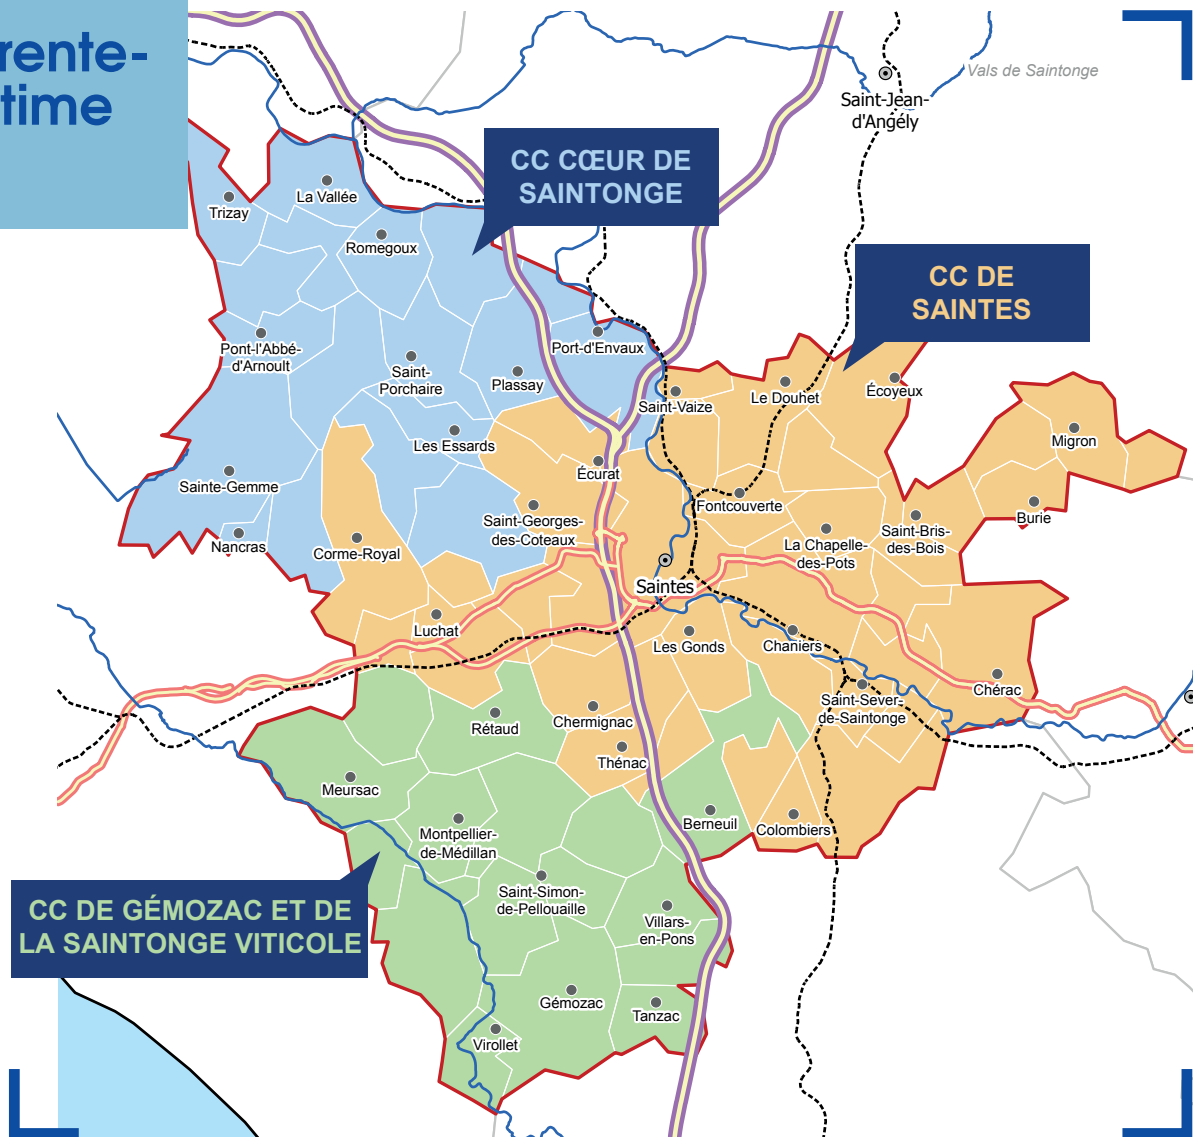 rente-
time
Vals de Saintonge
Saint-Jean-
d'Angély
CC CŒUR DE
SAINTONGE
La Vallée
Trizay
Romegoux
CC DE
SAINTES
Pont-l'Abbé-
d'Arnoult
Port-d'Envaux
Saint-
Porchaire
Plassay
Saint-Vaize
Le Douhet
Écoyeux
Les Essards
Migron
Écurat
Sainte-Gemme
Fontcouverte
Burie
Saint-Georges-
des-Coteaux
Saint-Bris-
des-Bois
Nancras
Corme-Royal
La Chapelle-
des-Pots
Saintes
Luchat
Les Gonds
Chaniers
Chérac
Saint-Sever-
de-Saintonge
Rétaud
Chermignac
Thénac
Meursac
Berneuil
Colombiers
Montpellier-
de-Médillan
Saint-Simon-
de-Pellouaille
CC DE GÉMOZAC ET DE
LA SAINTONGE VITICOLE
Villars-
en-Pons
Gémozac
Tanzac
Virollet